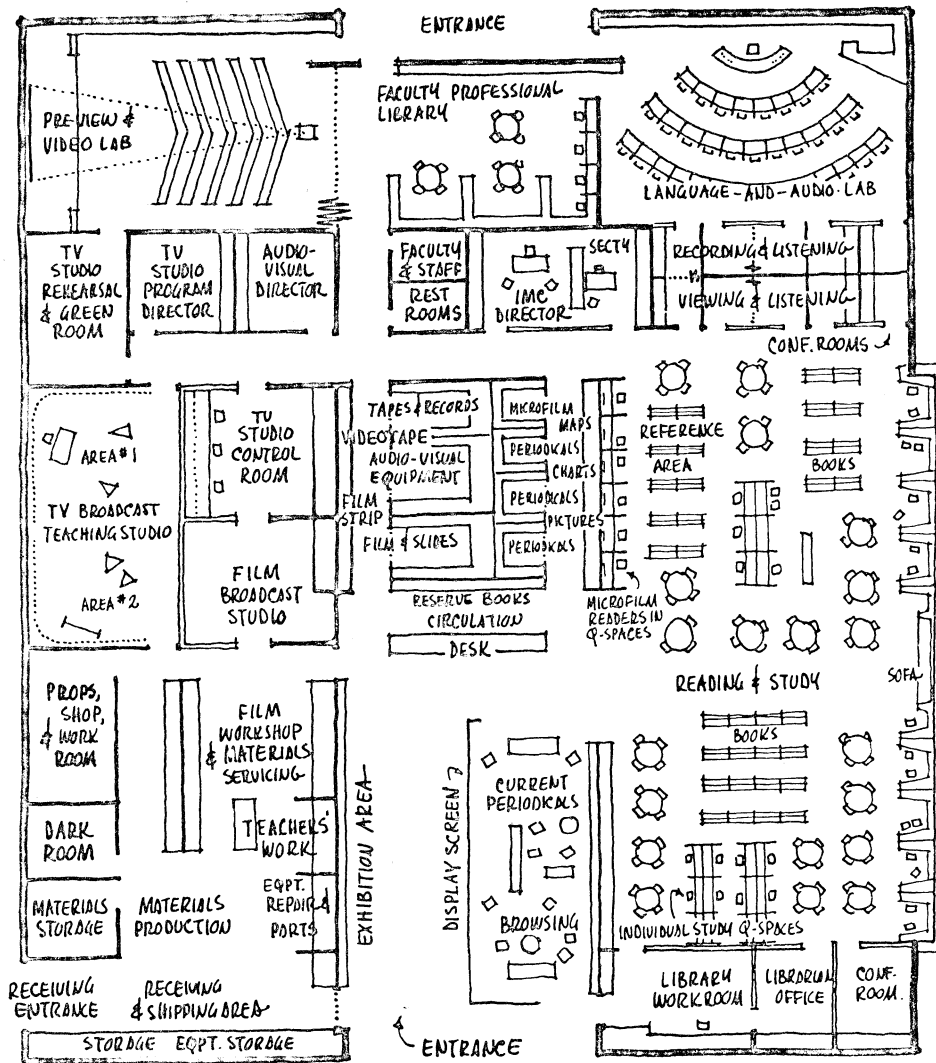 ENTRANCE
PREVIEW &
VIDEO LAB
FACULTY PROFESSIONAL
LIBRARY
LANGUAGE-AND-AUDIO-LAB
TV
STUDIO
REHEARSAL
& GREEN
ROOM
TV
STUDIO
PROGRAM
DIRECTOR
AUDIO-
VISUAL
DIRECTOR
FACULTY
& STAFF
REST
ROOMS
IMC
DIRECTOR
SECTY
RECORDING & LISTENING
VIEWING & LISTENING
CONF. ROOMS
AREA #1
TV BROADCAST
TEACHING STUDIO
AREA #2
TV
STUDIO
CONTROL
ROOM
FILM
BROADCAST
STUDIO
TAPES & RECORDS
VIDEOTAPE
AUDIO-VISUAL
EQUIPMENT
FILM
STRIP
FILM & SLIDES
MICROFILM
MAPS
PERIODICALS
CHARTS
PERIODICALS
PICTURES
PERIODICALS
RESERVE BOOKS
CIRCULATION
DESK
MICROFILM
READERS IN
Q-SPACES
REFERENCE
AREA
BOOKS
READING & STUDY
SOFA
PROPS,
SHOP,
& WORK
ROOM
DARK
ROOM
MATERIALS
STORAGE
FILM
WORKSHOP
& MATERIALS
SERVICING
TEACHERS'
WORK
EQPT.
REPAIR &
PARTS
MATERIALS
PRODUCTION
EXHIBITION AREA
DISPLAY SCREEN
CURRENT
PERIODICALS
BROWSING
BOOKS
INDIVIDUAL STUDY Q-SPACES
LIBRARY
WORKROOM
LIBRARIAN
OFFICE
CONF.
ROOM.
RECEIVING
ENTRANCE
RECEIVING
& SHIPPING AREA
STORAGE EQPT. STORAGE
ENTRANCE